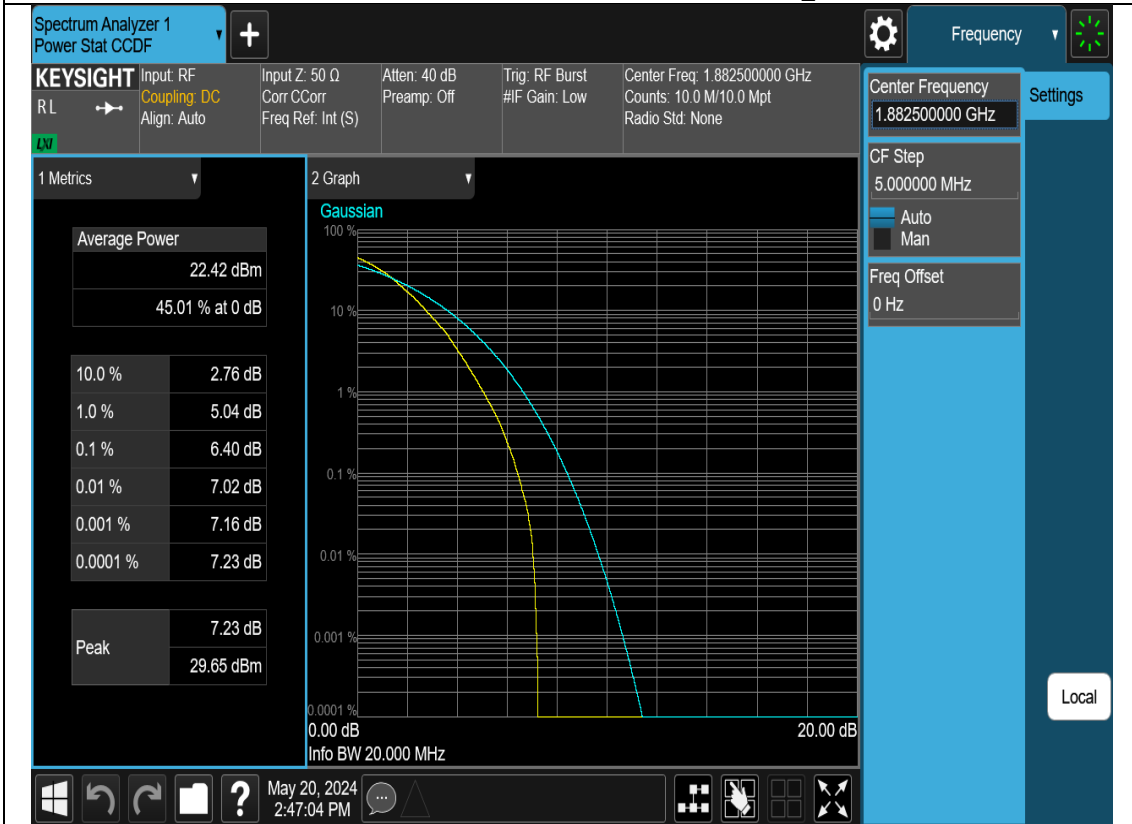 Spectrum Analyzer 1
Power Stat CCDF
+
Frequency
KEYSIGHT
RL
LXI
Input: RF
Coupling: DC
Align: Auto
Input Z: 50 Ω
Corr CCorr
Freq Ref: Int (S)
Atten: 40 dB
Preamp: Off
Trig: RF Burst
#IF Gain: Low
Center Freq: 1.882500000 GHz
Counts: 10.0 M/10.0 Mpt
Radio Std: None
Center Frequency
1.882500000 GHz
Settings
CF Step
5.000000 MHz
Auto
Man
Freq Offset
0 Hz
1 Metrics
Average Power
22.42 dBm
45.01 % at 0 dB
10.0 % 2.76 dB
1.0 % 5.04 dB
0.1 % 6.40 dB
0.01 % 7.02 dB
0.001 % 7.16 dB
0.0001 % 7.23 dB
Peak 7.23 dB
29.65 dBm
2 Graph
Gaussian
100 %
10 %
1 %
0.1 %
0.01 %
0.001 %
0.0001 %
0.00 dB 20.00 dB
Info BW 20.000 MHz
Local
?
May 20, 2024
2:47:04 PM